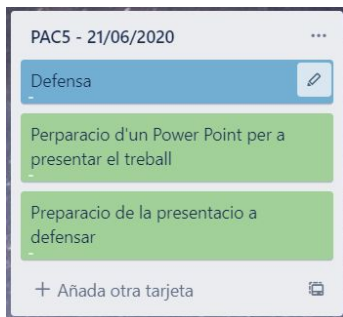 PAC5 - 21/06/2020
Defensa
Perparacio d'un Power Point per a
presentar el treball
Preparacio de la presentacio a
defensar
+ Añada otra tarjeta